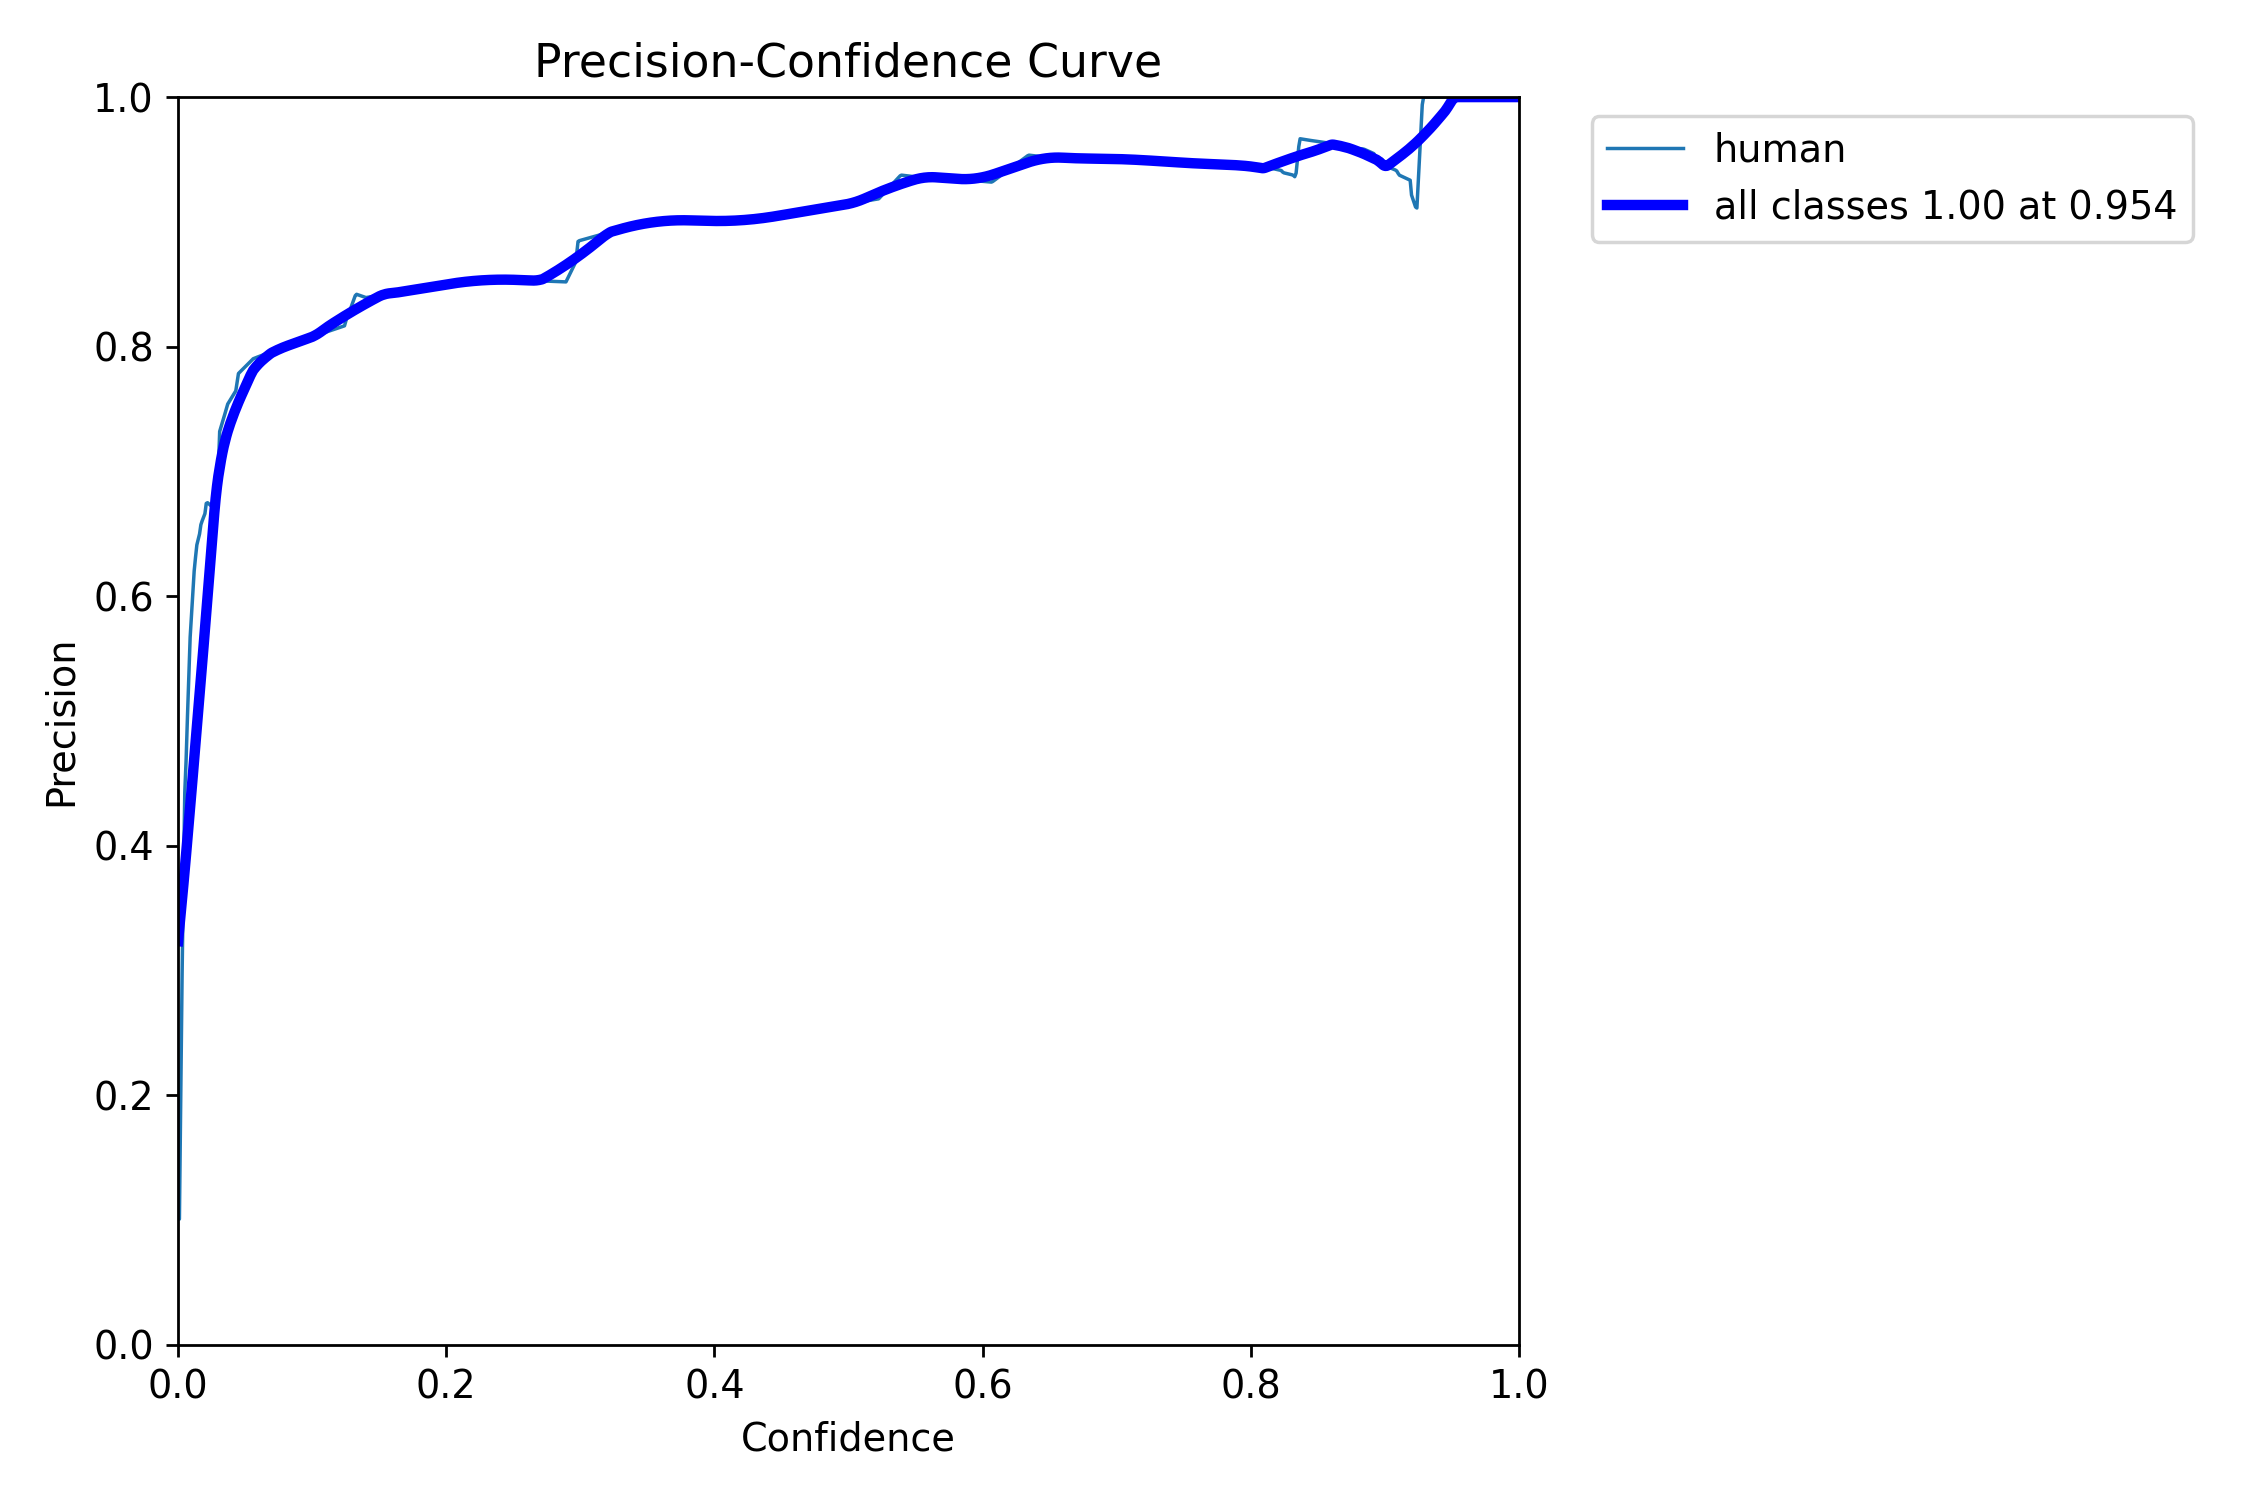 Precision-Confidence Curve
1.0
0.8
0.6
0.4
0.2
0.0
Precision
0.0 0.2 0.4 0.6 0.8 1.0
Confidence
human
all classes 1.00 at 0.954